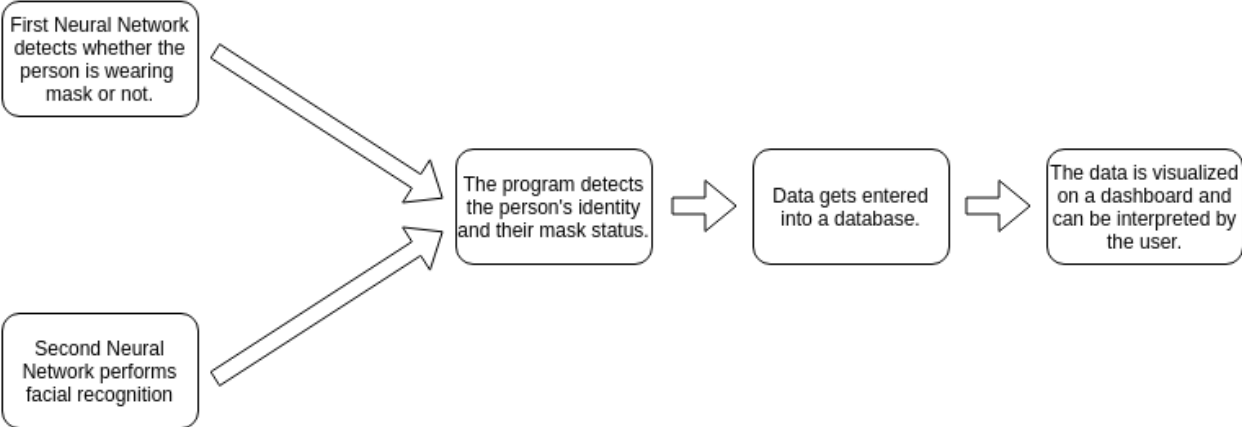 First Neural Network
detects whether the
person is wearing
mask or not.
Second Neural
Network performs
facial recognition
The program detects
the person's identity
and their mask status.
Data gets entered
into a database.
The data is visualized
on a dashboard and
can be interpreted by
the user.